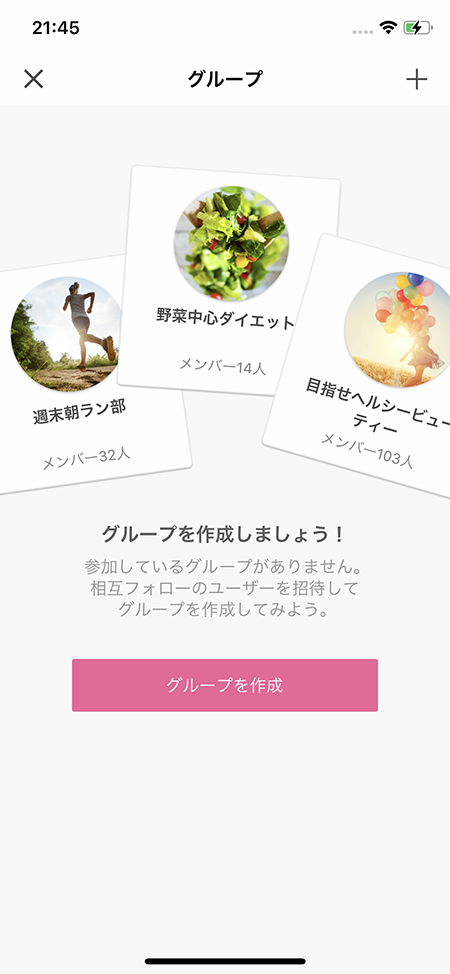 21:45
グループ
野菜中心ダイエット
メンバー14人
週末朝ラン部
メンバー32人
目指せヘルシービュー
ティー
メンバー103人
グループを作成しましょう！
参加しているグループがありません。
相互フォローのユーザーを招待して
グループを作成してみよう。
グループを作成